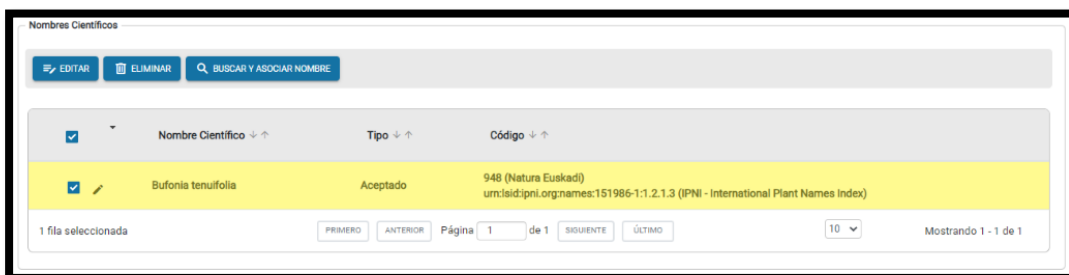 Nombres Científicos
EDITAR ELIMINAR BUSCAR Y ASOCIAR NOMBRE
Nombre Científico ↓↑ Tipo ↓↑ Código ↓↑
948 (Natura Euskadi)
Bufonia tenuifolia Aceptado
urn:lsid:ipni.org:names:151986-1:1.2.1.3 (IPNI - International Plant Names Index)
1 fila seleccionada PRIMERO ANTERIOR Página 1 de 1 SIGUIENTE ÚLTIMO 10 Mostrando 1 - 1 de 1